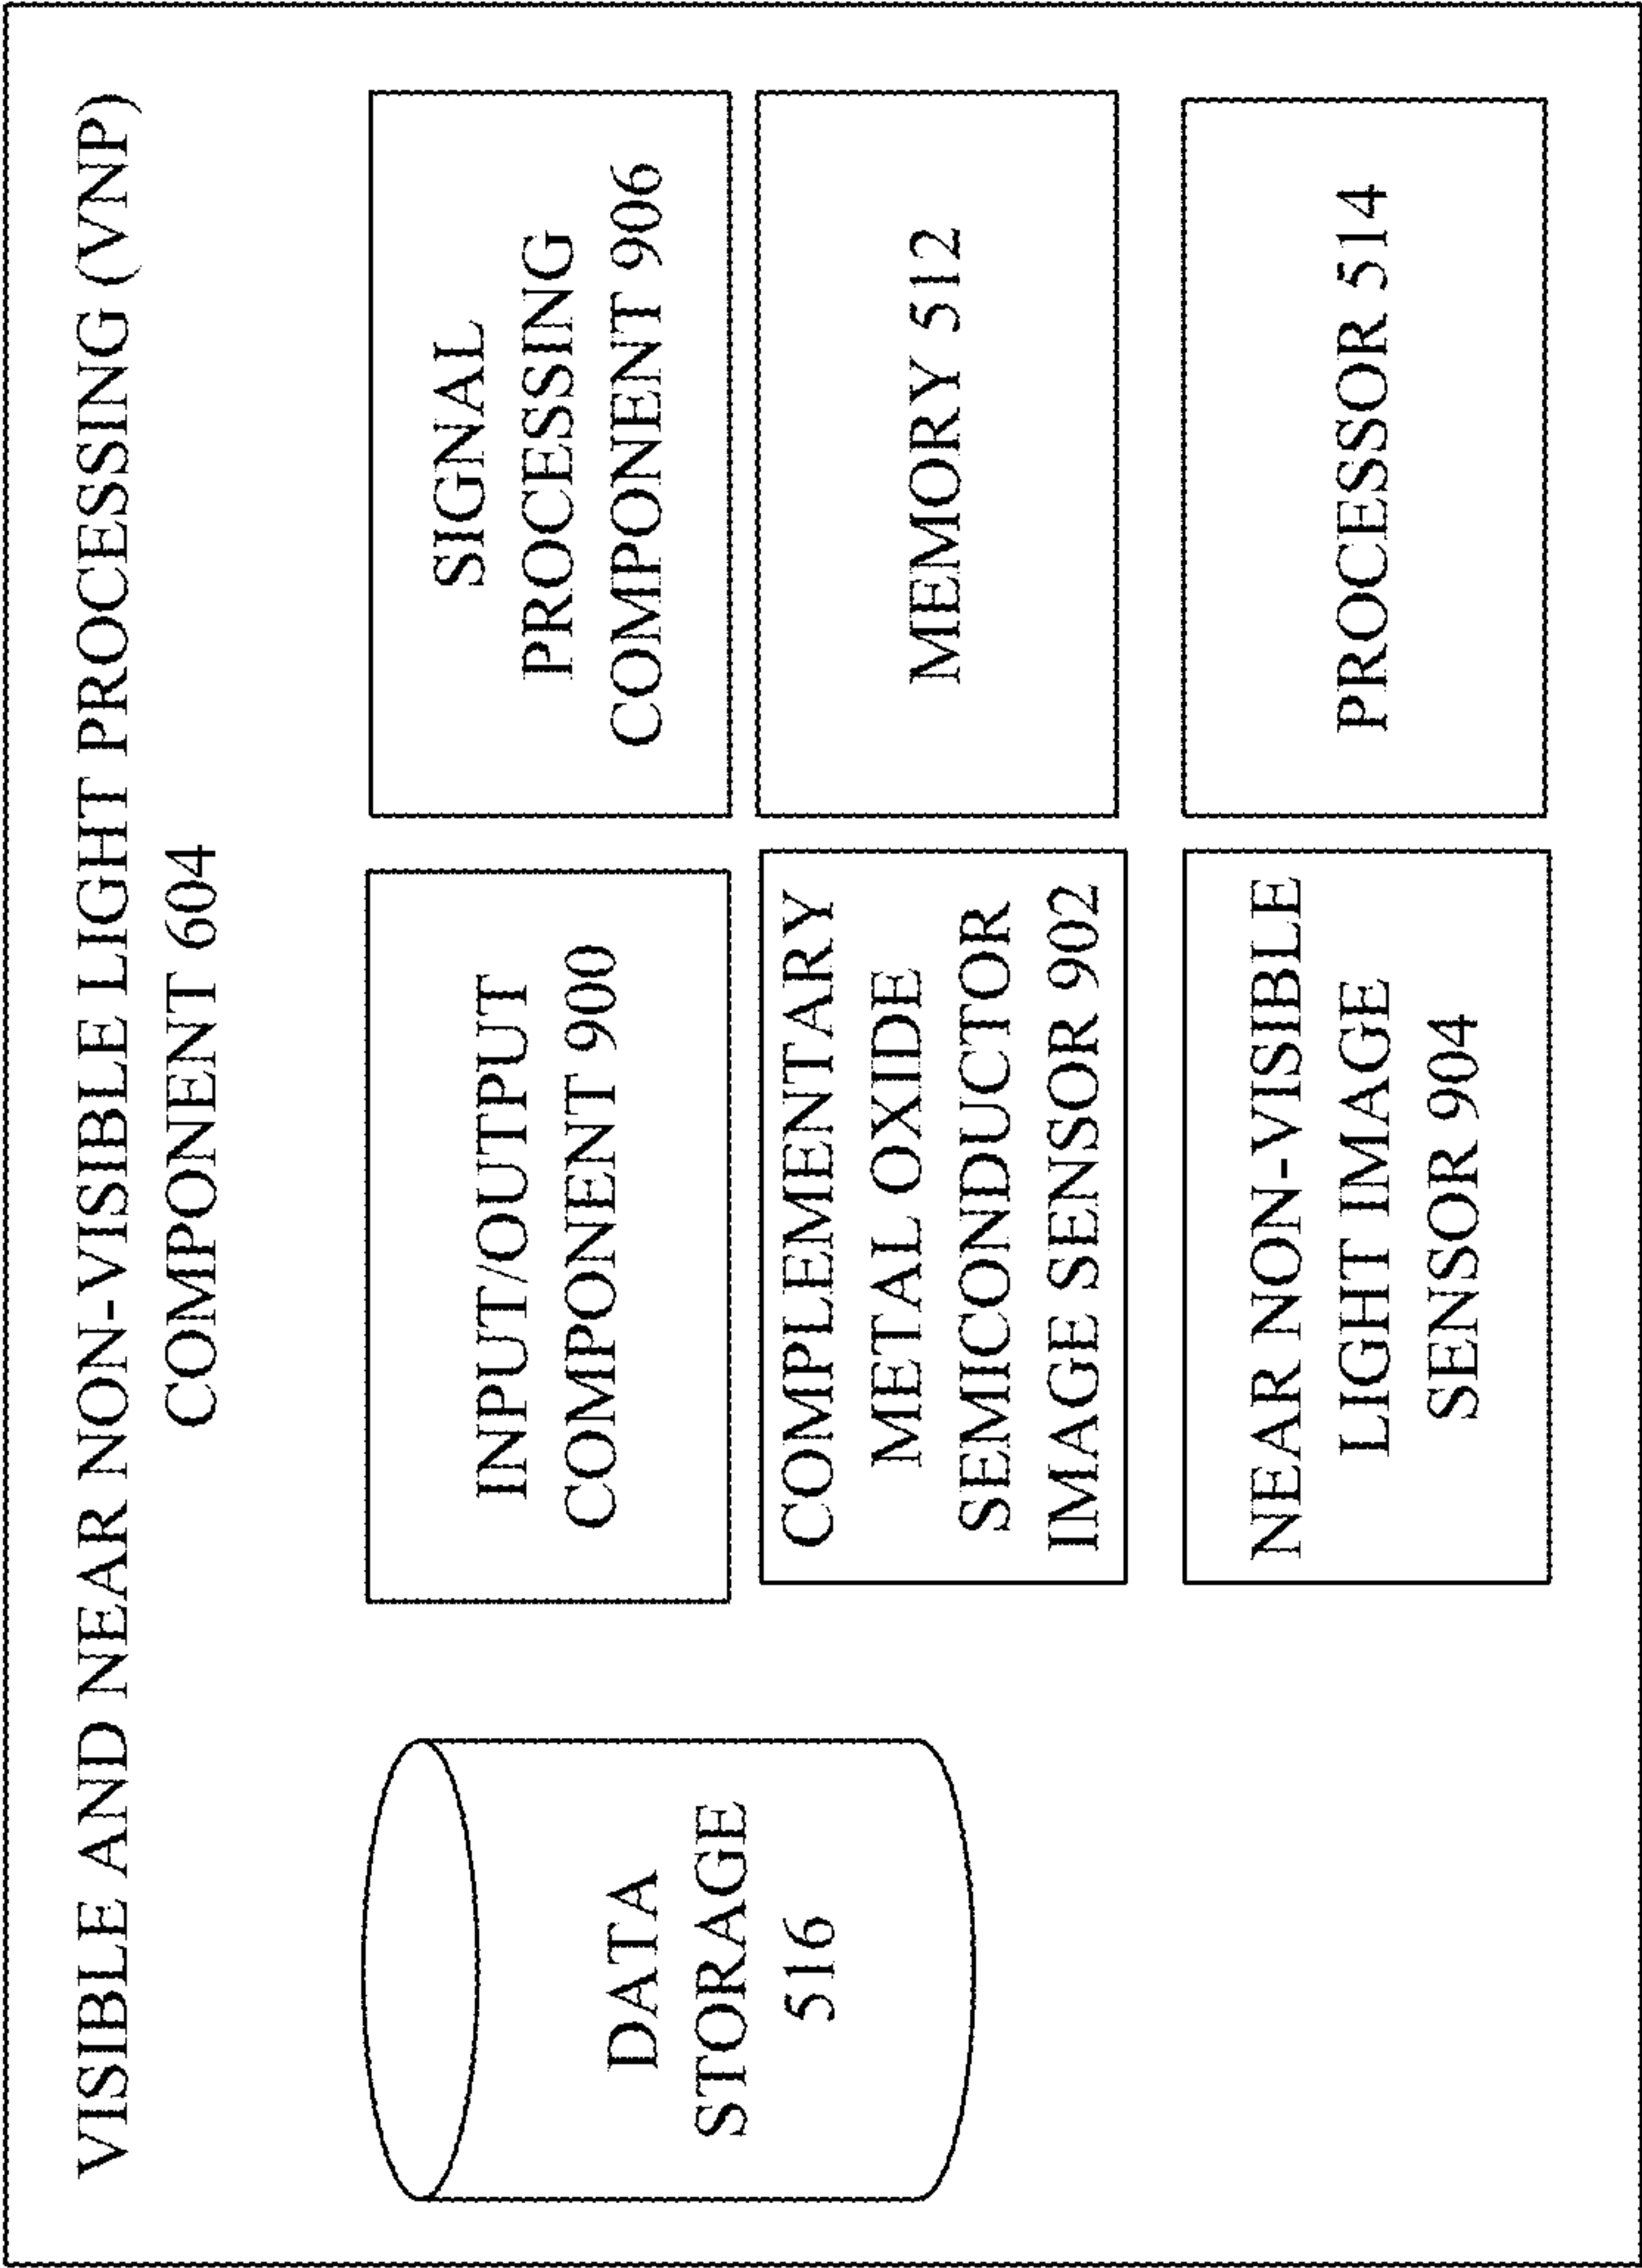 VISIBLE AND NEAR NON-VISIBLE LIGHT PROCESSING (VNP)
COMPONENT 604
DATA
STORAGE
516
INPUT/OUTPUT
COMPONENT 900
COMPLEMENTARY
METAL OXIDE
SEMICONDUCTOR
IMAGE SENSOR 902
NEAR NON-VISIBLE
LIGHT IMAGE
SENSOR 904
SIGNAL
PROCESSING
COMPONENT 906
MEMORY 512
PROCESSOR 514